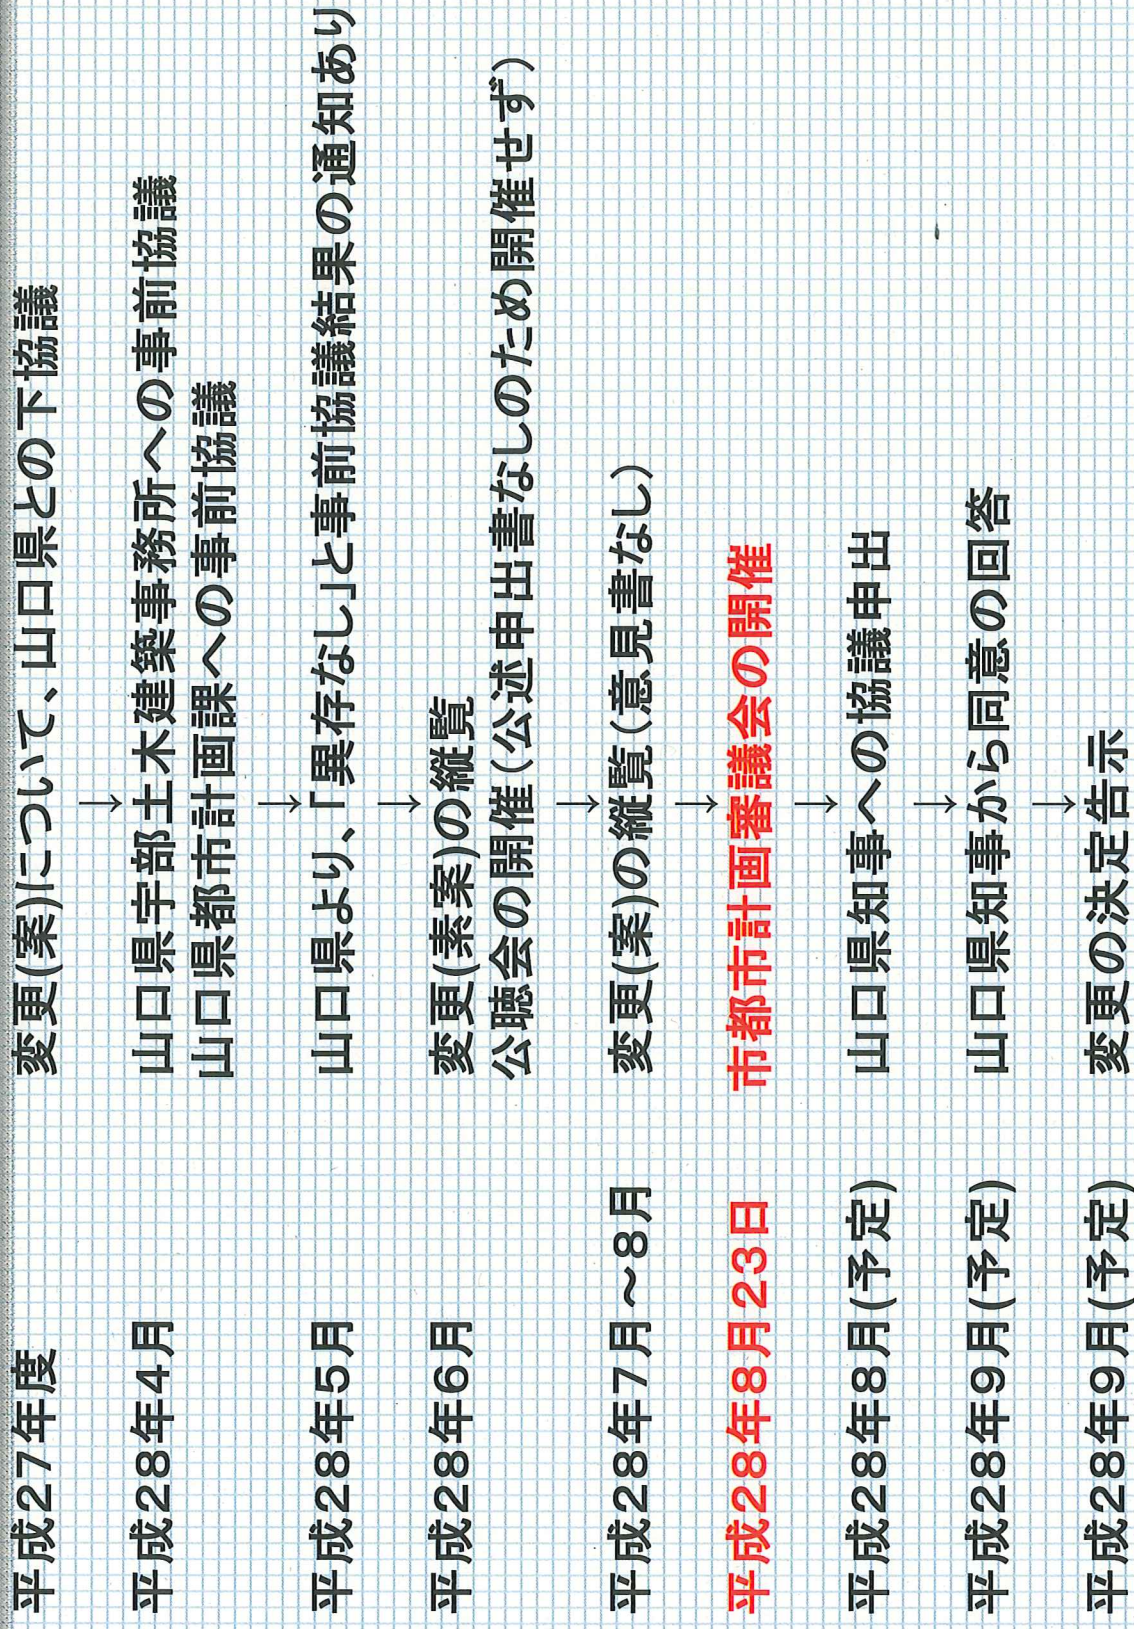 平成27年度 変更(案)について、山口県との下協議
↓
平成28年4月 山口県宇部土木建築事務所への事前協議
山口県都市計画課への事前協議
↓
平成28年5月 山口県より、「異存なし」と事前協議結果の通知あり
↓
平成28年6月 変更(素案)の縦覧
公聴会の開催(公述申出書なしのため開催せず)
↓
平成28年7月～8月 変更(案)の縦覧(意見書なし)
↓
平成28年8月23日 市都市計画審議会の開催
↓
平成28年8月(予定) 山口県知事への協議申出
↓
平成28年9月(予定) 山口県知事から同意の回答
↓
平成28年9月(予定) 変更の決定告示